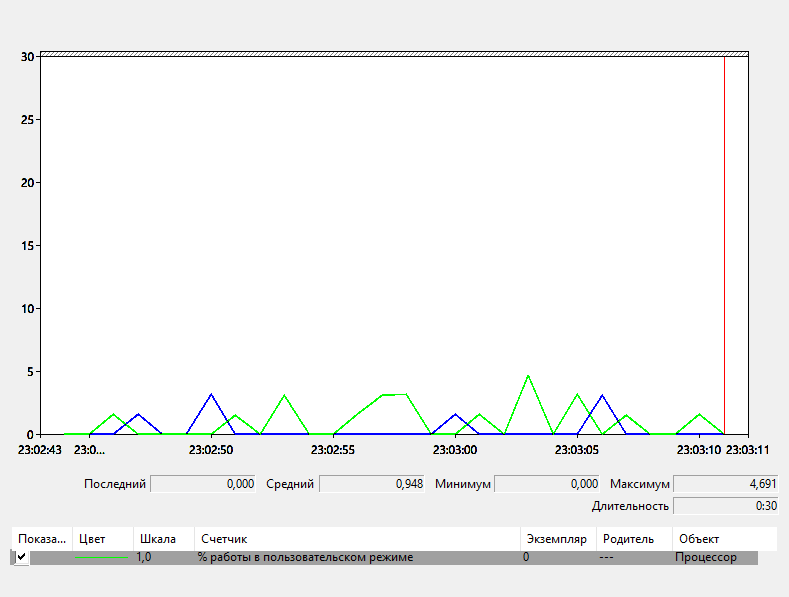 30
25
20
15
10
5
0
23:02:43 23:0... 23:02:50 23:02:55 23:03:00 23:03:05 23:03:10 23:03:11
Последний 0,000 Средний 0,948 Минимум 0,000 Максимум 4,691
Длительность 0:30
Показа... Цвет Шкала Счетчик Экземпляр Родитель Объект
1,0 % работы в пользовательском режиме 0 --- Процессор